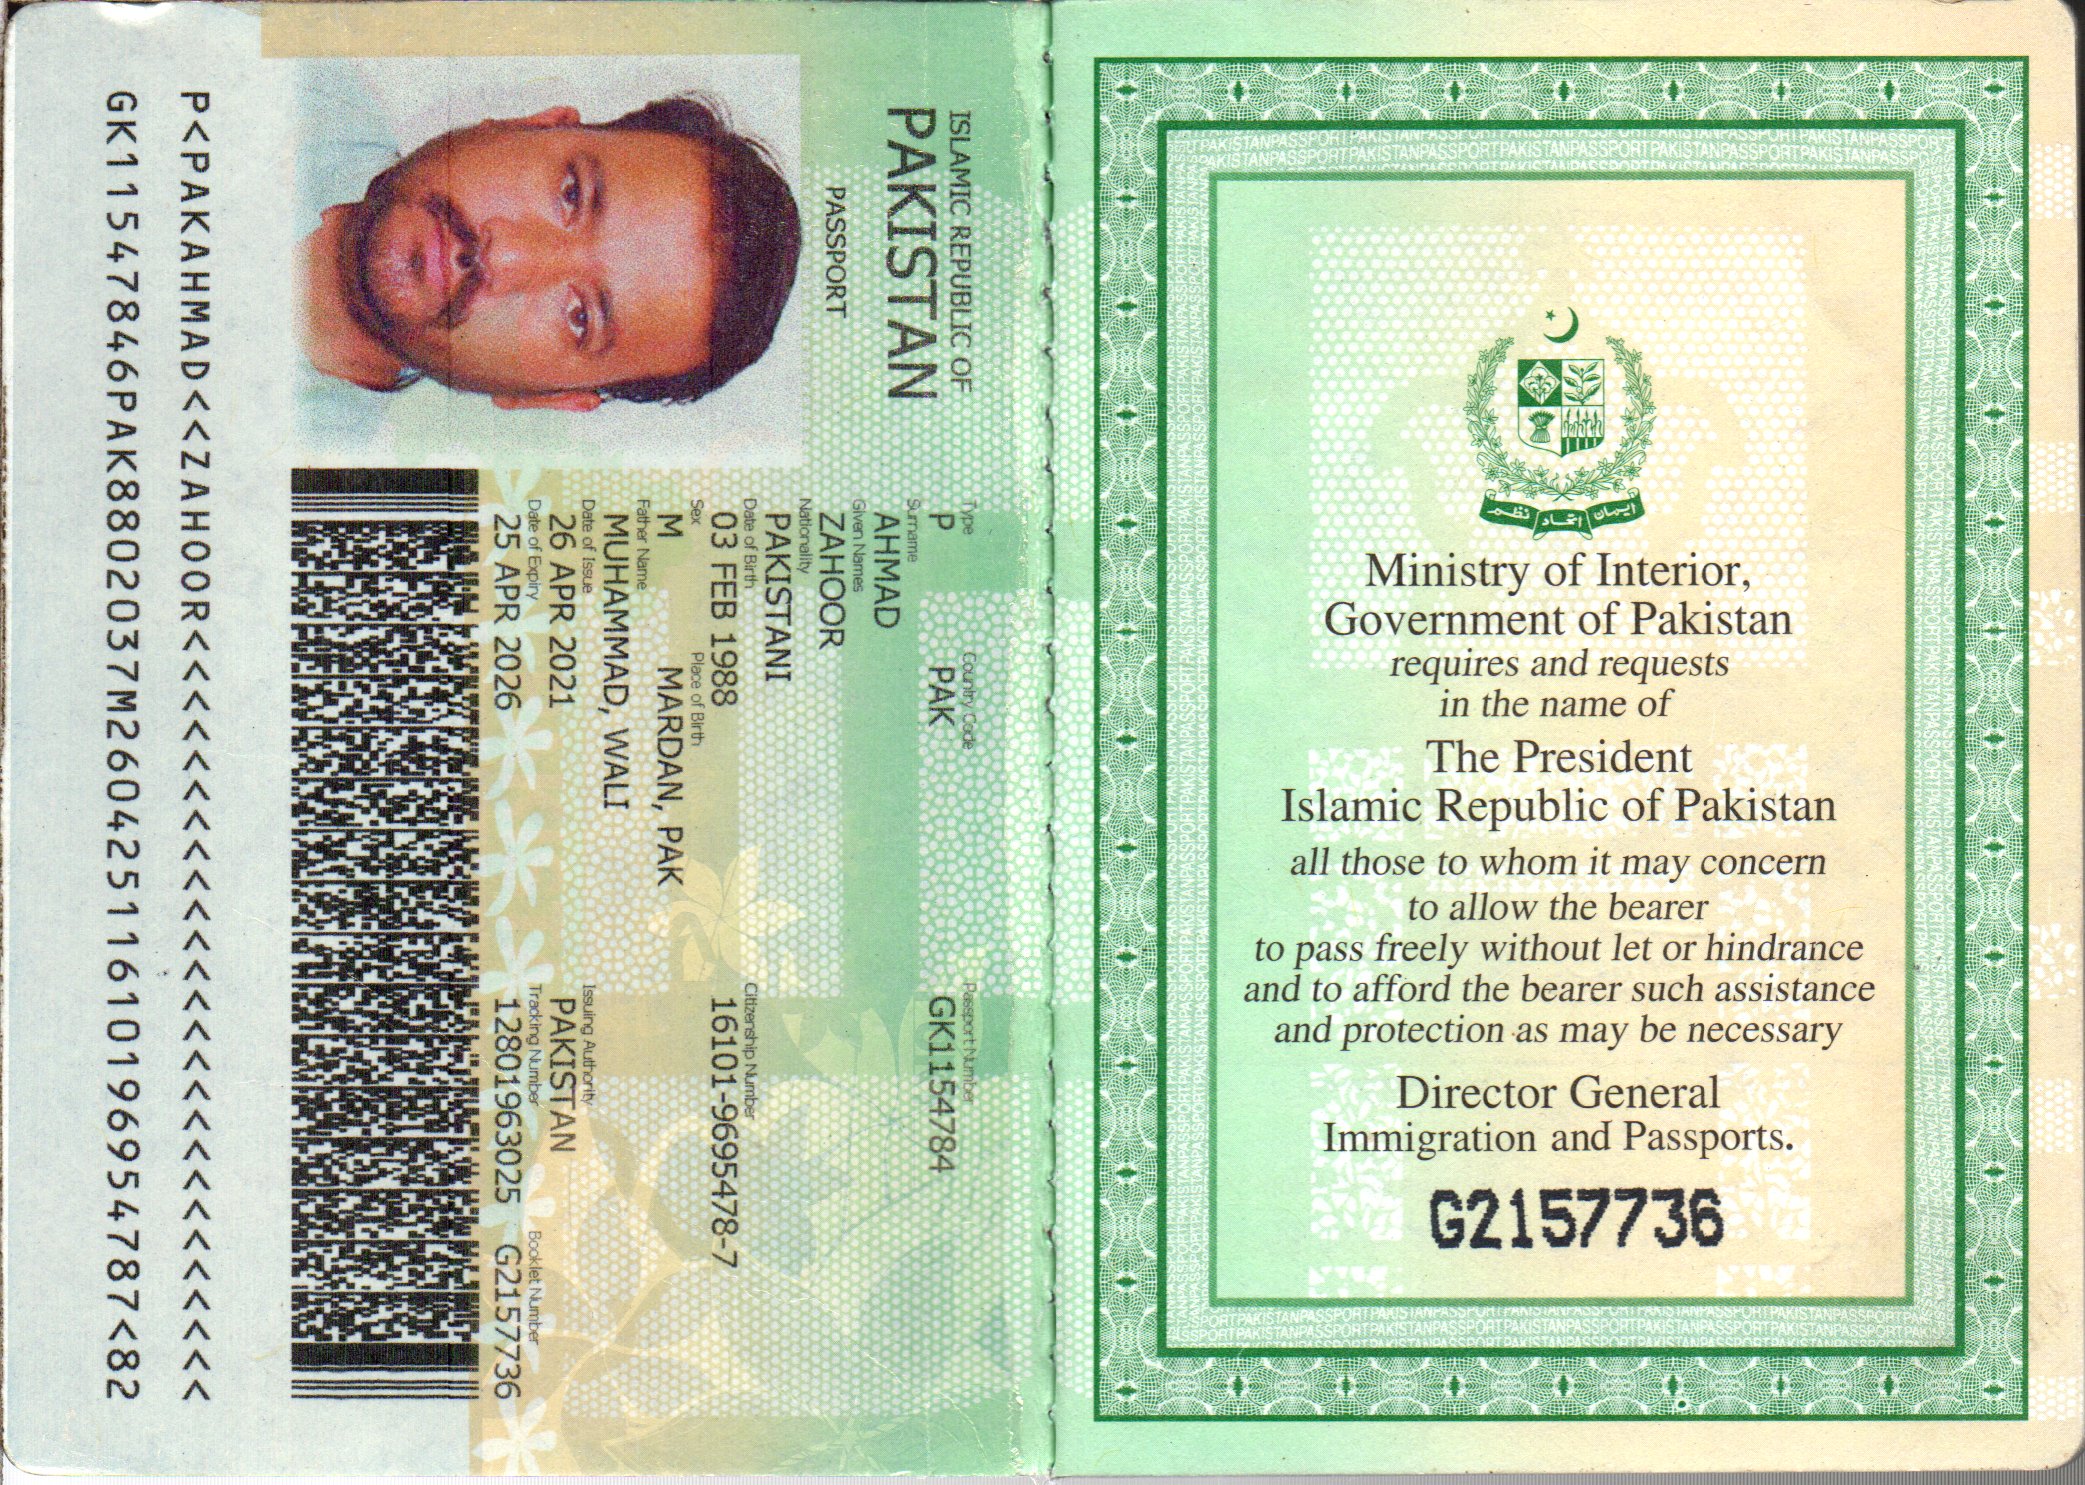 ISLAMIC REPUBLIC OF
PAKISTAN
PASSPORT
Type Country Code Passport Number
P PAK GK1154784
Surname
AHMAD
Given Names
ZAHOOR
Nationality
PAKISTANI
Date of Birth Citizenship Number
03 FEB 1988 16101-9695478-7
Sex Place of Birth
M MARDAN, PAK
Father Name
MUHAMMAD, WALI
Date of Issue Issuing Authority
26 APR 2021 PAKISTAN
Date of Expiry Tracking Number Booklet Number
25 APR 2026 12801963025 G2157736
P<PAKAHMAD<<ZAHOOR<<<<<<<<<<<<<<<<<<<<<<<<<<
GK11547846PAK8802037M26042511610196954787<82
ایمان اتحاد نظم
Ministry of Interior,
Government of Pakistan
requires and requests
in the name of
The President
Islamic Republic of Pakistan
all those to whom it may concern
to allow the bearer
to pass freely without let or hindrance
and to afford the bearer such assistance
and protection as may be necessary
Director General
Immigration and Passports.
G2157736